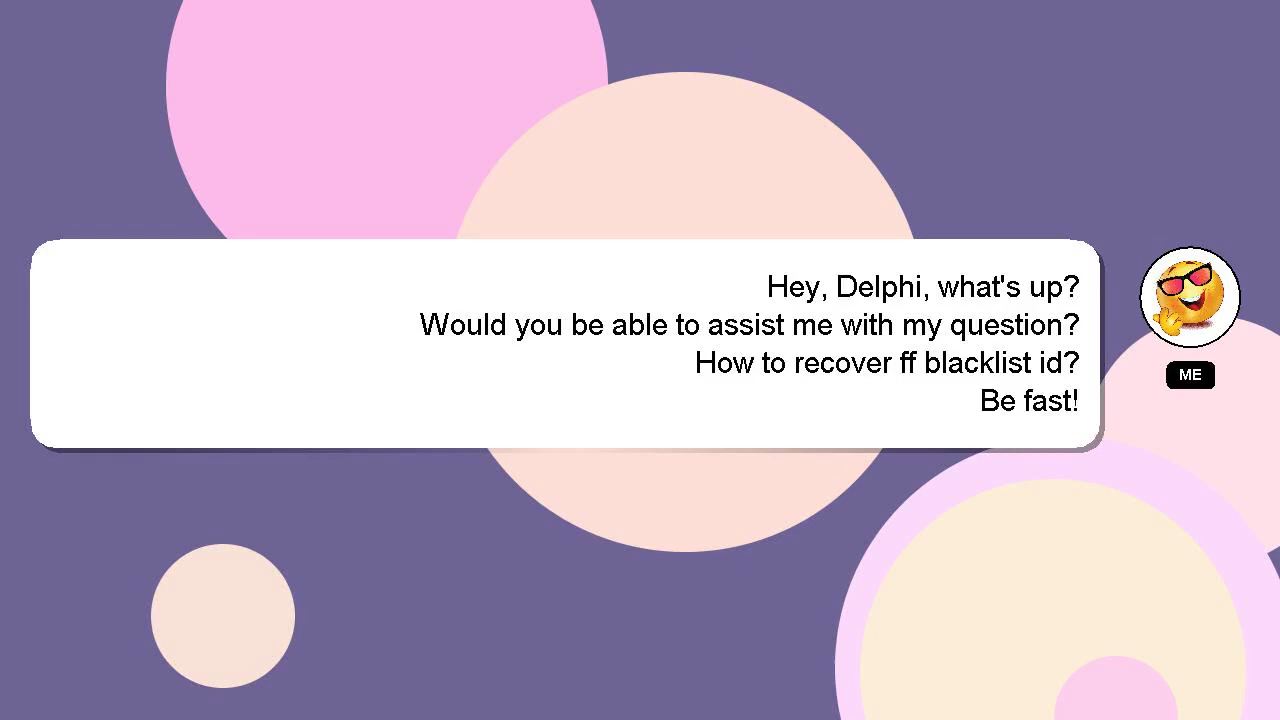 Hey, Delphi, what's up?
Would you be able to assist me with my question?
How to recover ff blacklist id?
Be fast!
ME